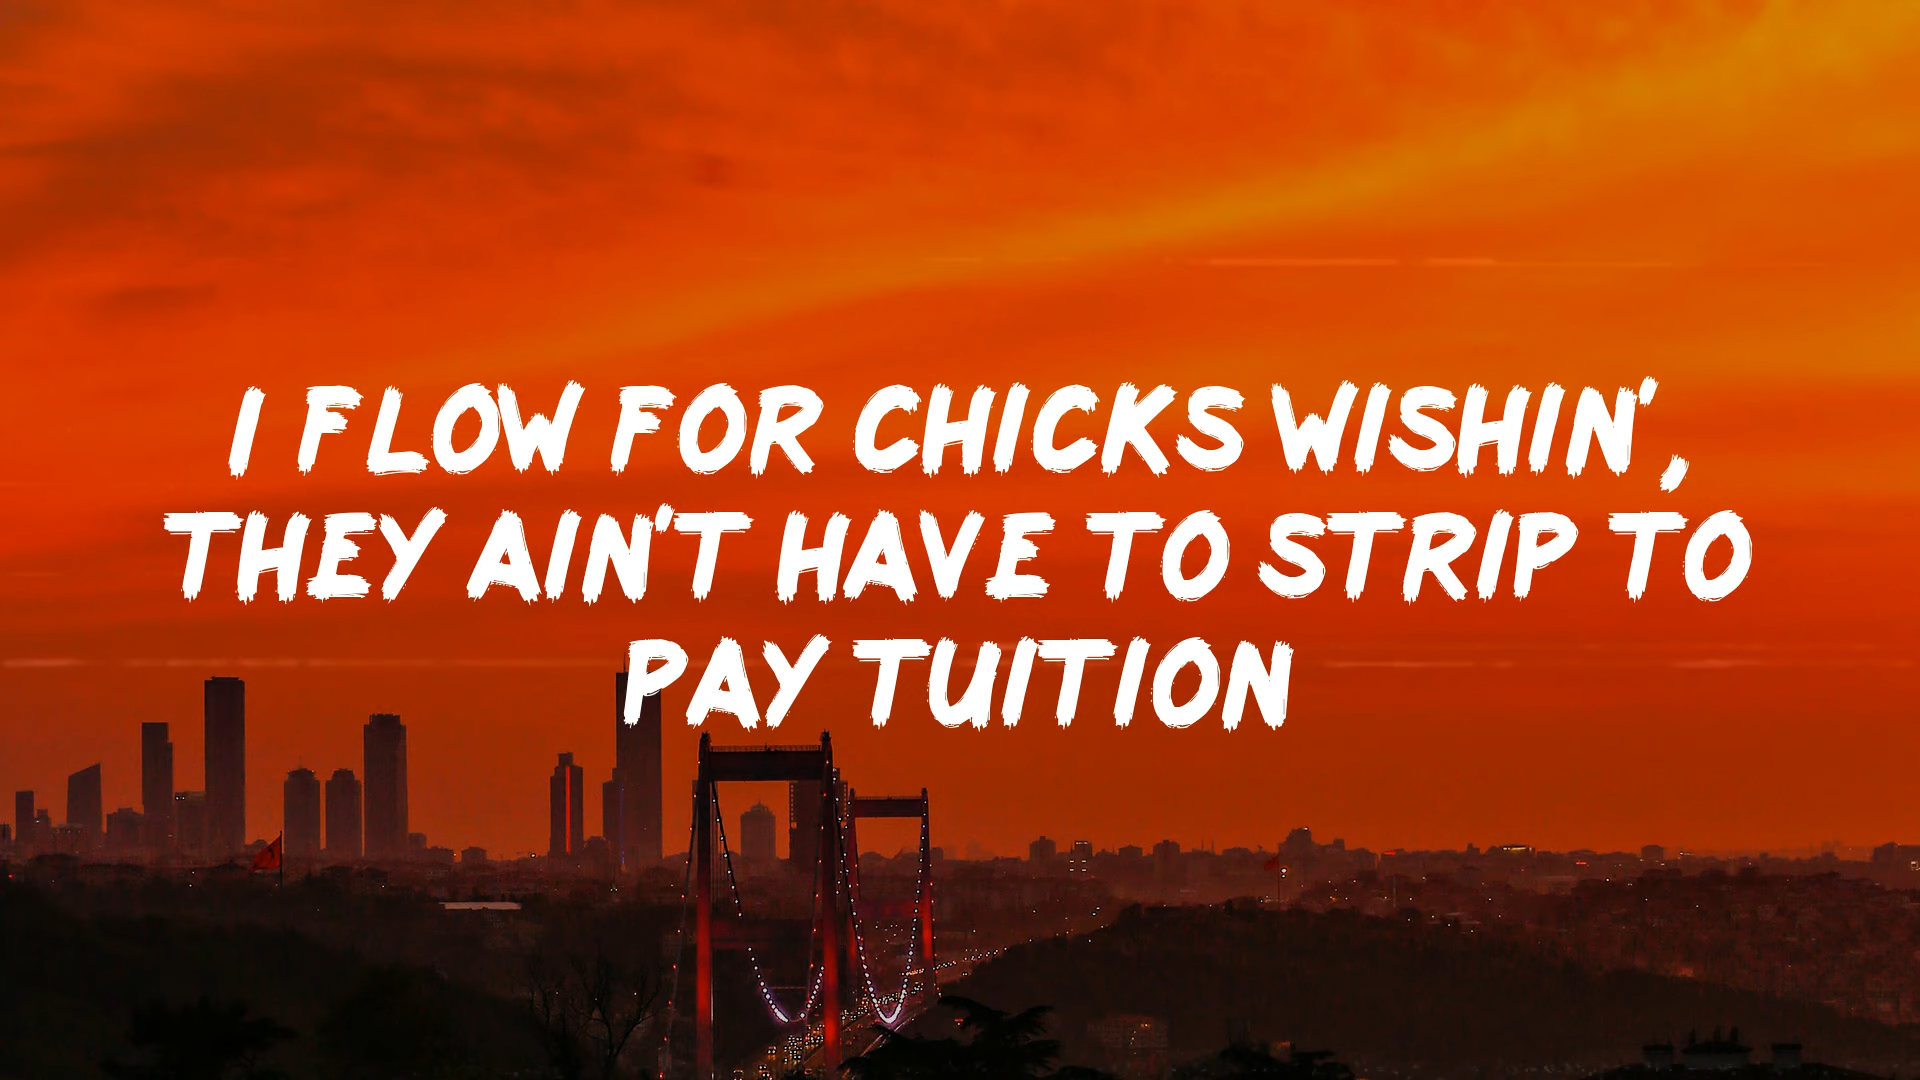 I FLOW FOR CHICKS WISHIN',
THEY AIN'T HAVE TO STRIP TO
PAY TUITION